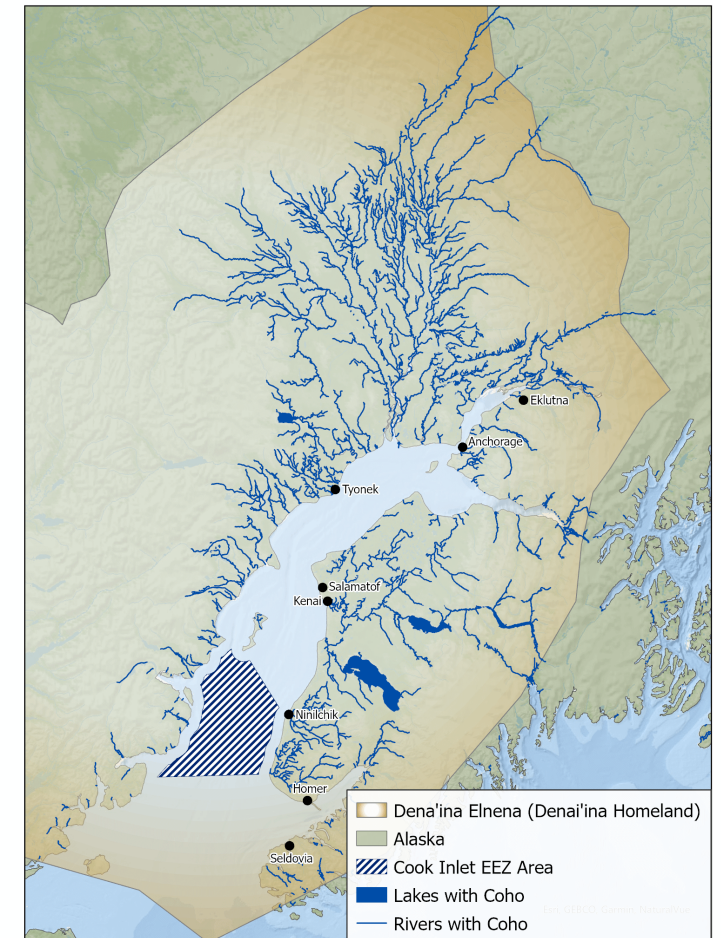 Eklutna
Anchorage
Tyonek
Salamatof
Kenai
Ninilchik
Homer
Seldovia
Dena'ina Elnena (Denai'ina Homeland)
Alaska
Cook Inlet EEZ Area
Lakes with Coho
Rivers with Coho